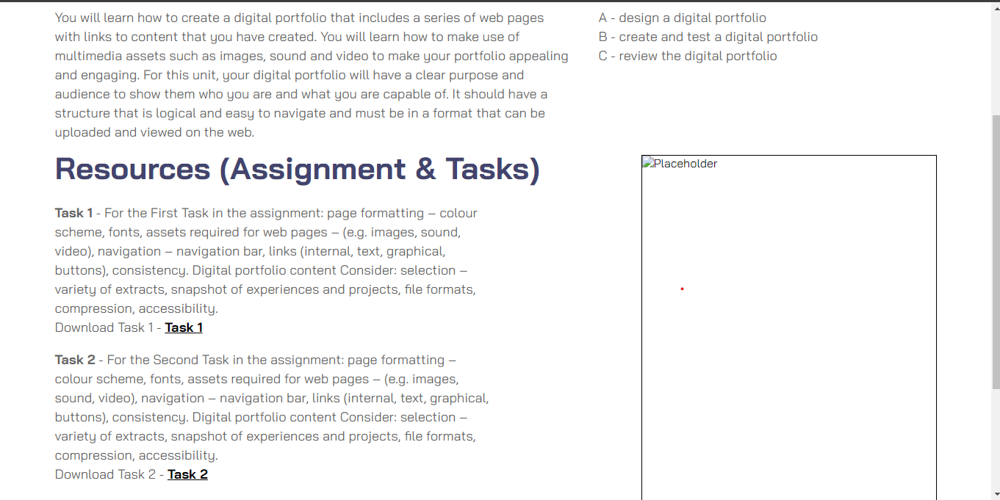 You will learn how to create a digital portfolio that includes a series of web pages
with links to content that you have created. You will learn how to make use of
multimedia assets such as images, sound and video to make your portfolio appealing
and engaging. For this unit, your digital portfolio will have a clear purpose and
audience to show them who you are and what you are capable of. It should have a
structure that is logical and easy to navigate and must be in a format that can be
uploaded and viewed on the web.
A - design a digital portfolio
B - create and test a digital portfolio
C - review the digital portfolio
Resources (Assignment & Tasks)
Task 1 - For the First Task in the assignment: page formatting – colour
scheme, fonts, assets required for web pages – (e.g. images, sound,
video), navigation – navigation bar, links (internal, text, graphical,
buttons), consistency. Digital portfolio content Consider: selection –
variety of extracts, snapshot of experiences and projects, file formats,
compression, accessibility.
Download Task 1 - Task 1
Task 2 - For the Second Task in the assignment: page formatting –
colour scheme, fonts, assets required for web pages – (e.g. images,
sound, video), navigation – navigation bar, links (internal, text, graphical,
buttons), consistency. Digital portfolio content Consider: selection –
variety of extracts, snapshot of experiences and projects, file formats,
compression, accessibility.
Download Task 2 - Task 2
Placeholder